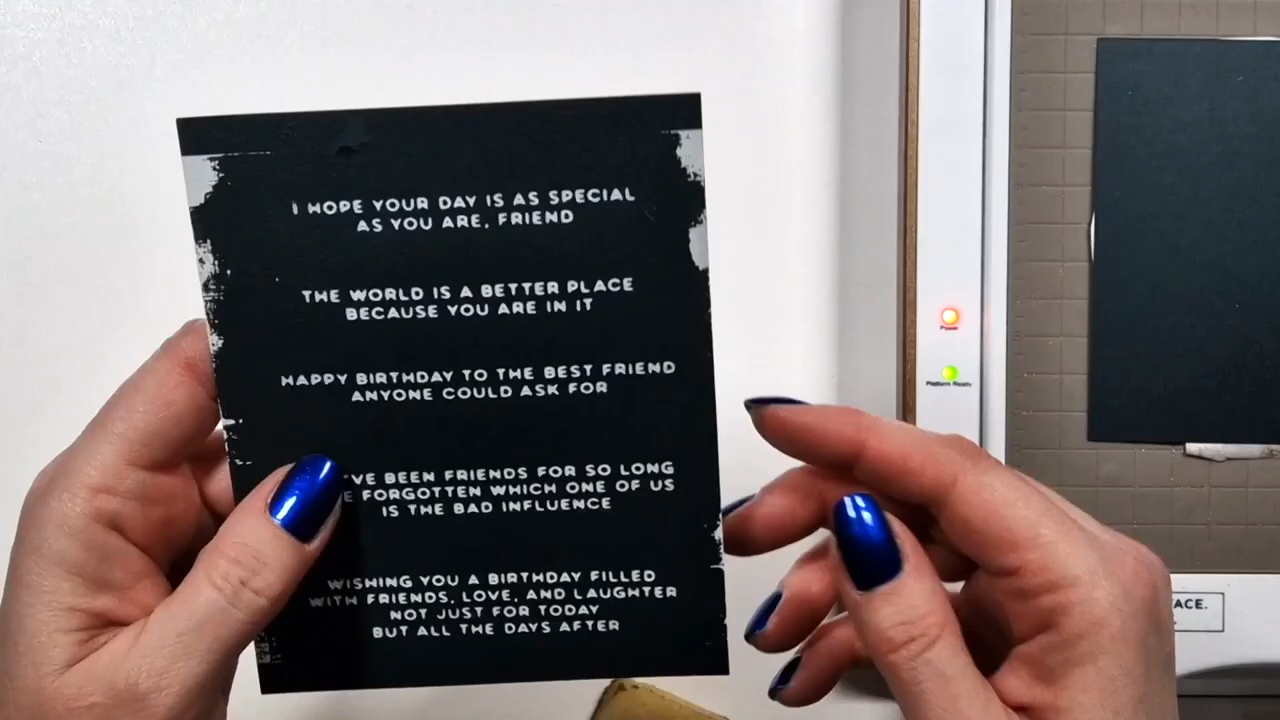 I HOPE YOUR DAY IS AS SPECIAL
AS YOU ARE, FRIEND
THE WORLD IS A BETTER PLACE
BECAUSE YOU ARE IN IT
HAPPY BIRTHDAY TO THE BEST FRIEND
ANYONE COULD ASK FOR
'VE BEEN FRIENDS FOR SO LONG
FORGOTTEN WHICH ONE OF US
IS THE BAD INFLUENCE
WISHING YOU A BIRTHDAY FILLED
WITH FRIENDS, LOVE, AND LAUGHTER
NOT JUST FOR TODAY
BUT ALL THE DAYS AFTER
Power
Platform Ready